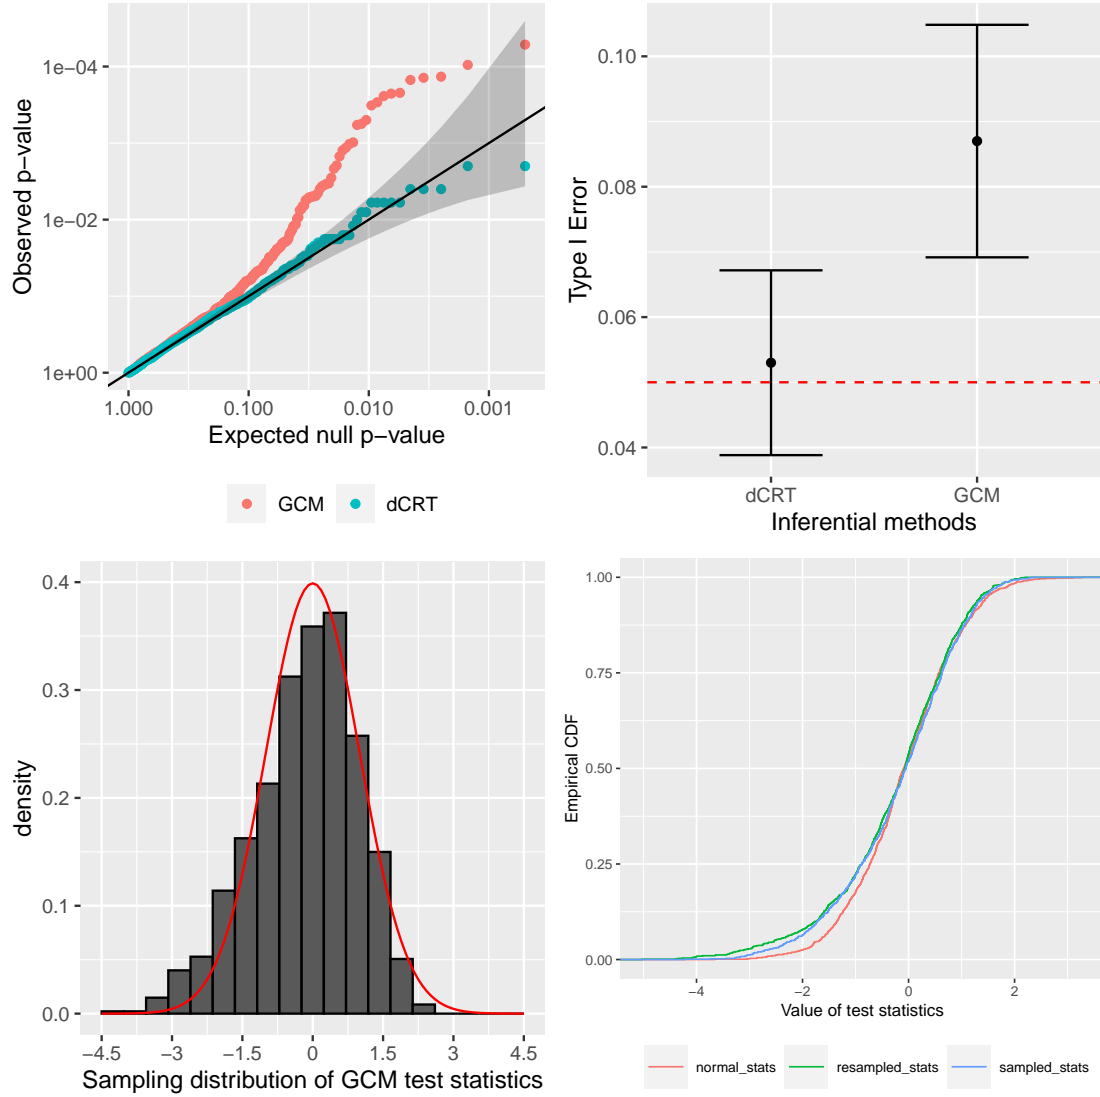 Observed p−value
1e−04
1e−02
1e+00
1.000
0.100
0.010
0.001
Expected null p−value
GCM
dCRT
Type I Error
0.10
0.08
0.06
0.04
dCRT
GCM
Inferential methods
density
0.4
0.3
0.2
0.1
0.0
−4.5
−3
−1.5
0
1.5
3
4.5
Sampling distribution of GCM test statistics
Empirical CDF
1.00
0.75
0.50
0.25
0.00
−4
−2
0
2
Value of test statistics
normal_stats
resampled_stats
sampled_stats